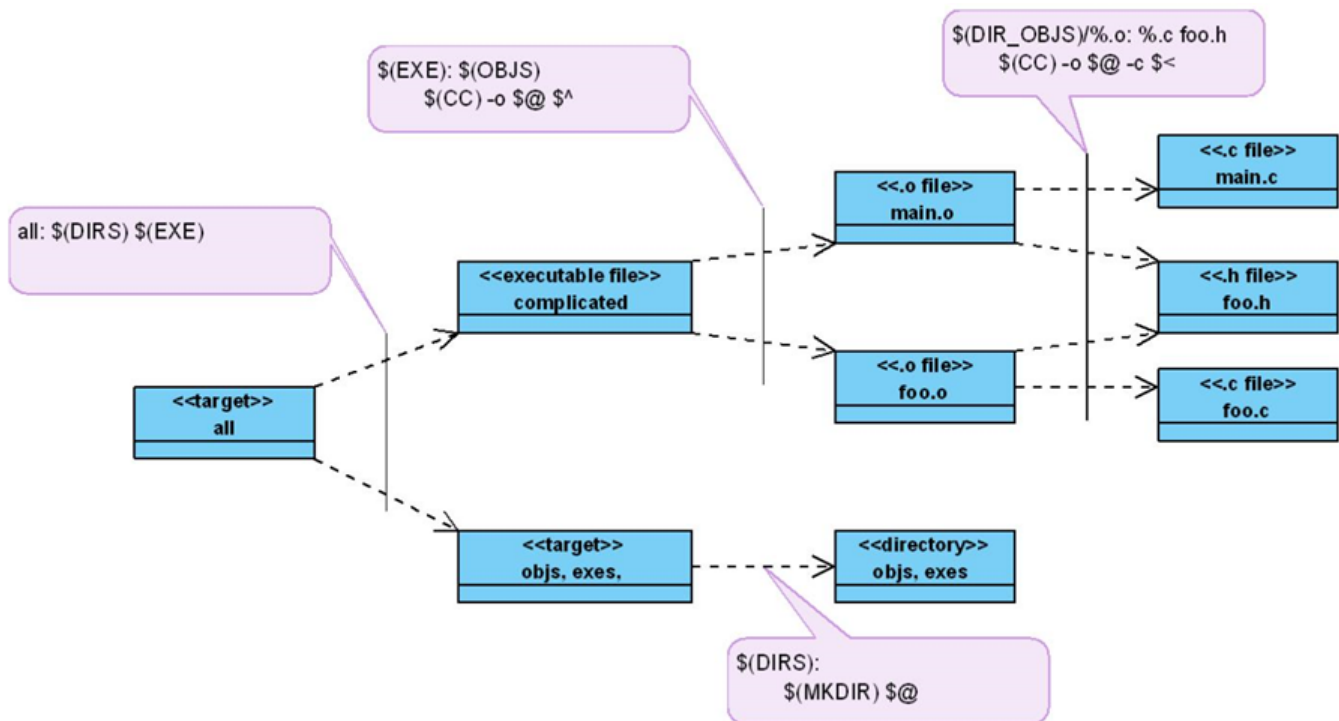 $(DIR_OBJS)/%.o: %.c foo.h
$(CC) -o $@ -c $<
$(EXE): $(OBJS)
$(CC) -o $@ $^
<<.c file>>
main.c
<<.o file>>
main.o
all: $(DIRS) $(EXE)
<<executable file>>
complicated
<<.h file>>
foo.h
<<.o file>>
foo.o
<<.c file>>
foo.c
<<target>>
all
<<target>>
objs, exes,
<<directory>>
objs, exes
$(DIRS):
$(MKDIR) $@